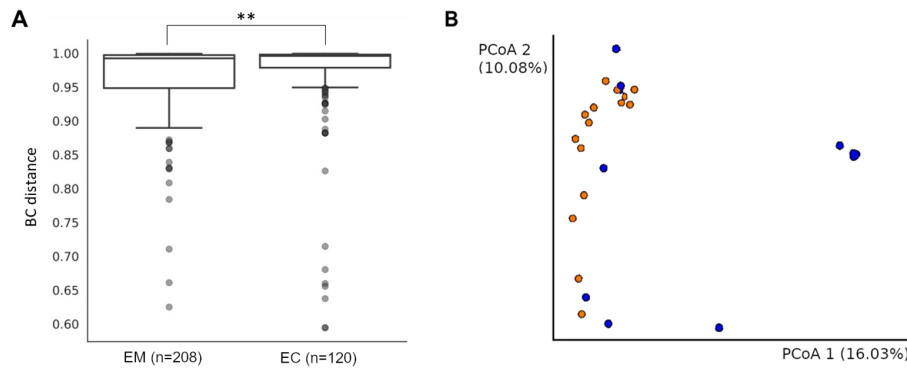 A
**
BC distance
1.00
0.95
0.90
0.85
0.80
0.75
0.70
0.65
0.60
EM (n=208)
EC (n=120)
B
PCoA 2
(10.08%)
PCoA 1 (16.03%)